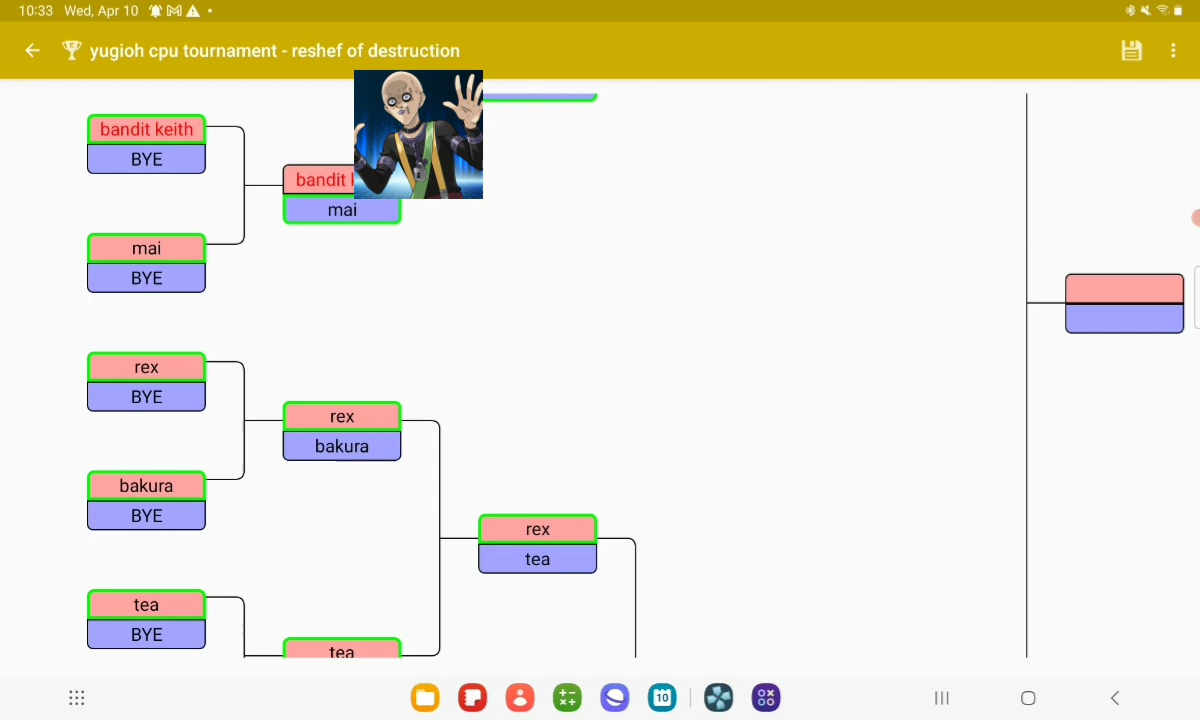 10:33 Wed, Apr 10
yugioh cpu tournament - reshef of destruction
bandit keith
BYE
bandit
mai
mai
BYE
rex
BYE
rex
bakura
bakura
BYE
rex
tea
tea
BYE
tea
10